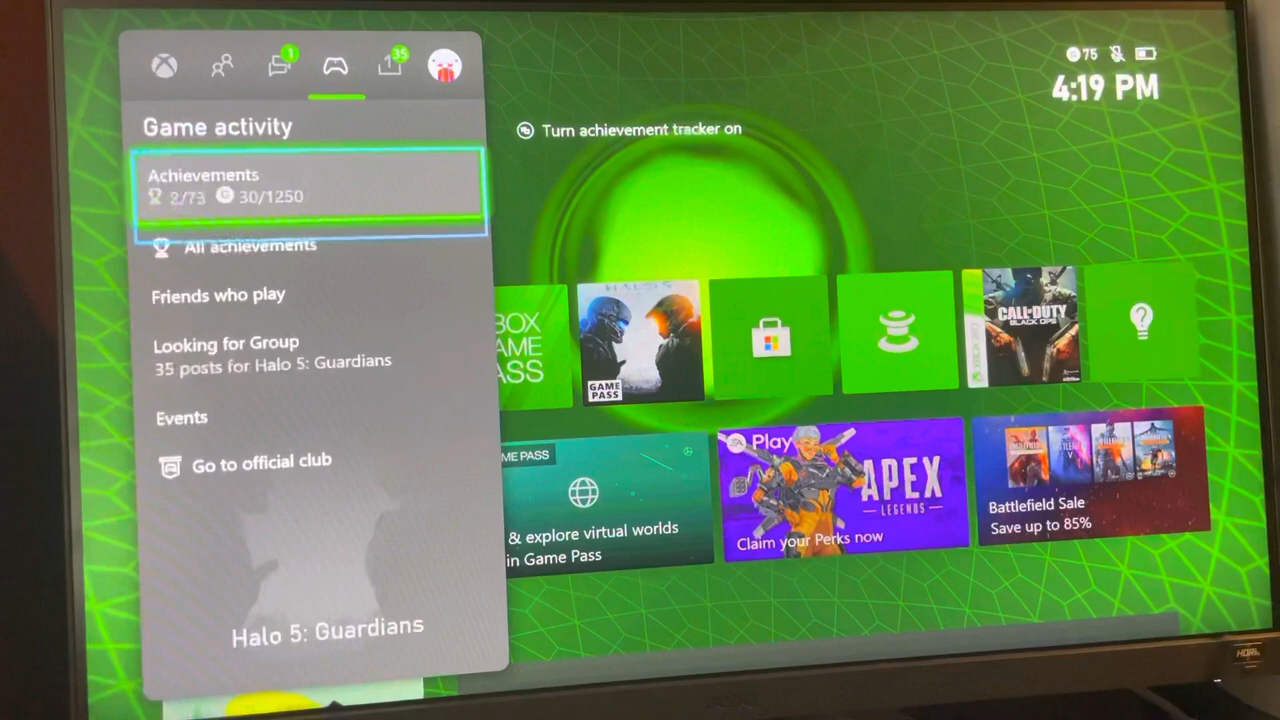 1
35
75
4:19 PM
Game activity
Turn achievement tracker on
Achievements
2/73 G 30/1250
All achievements
Friends who play
Looking for Group
35 posts for Halo 5: Guardians
Events
Go to official club
Halo 5: Guardians
BOX
AME
ASS
HALO 5
GAME
PASS
CALL·DUTY
BLACK OPS
ME PASS
& explore virtual worlds
in Game Pass
EA Play
APEX
LEGENDS
Claim your Perks now
Battlefield Sale
Save up to 85%